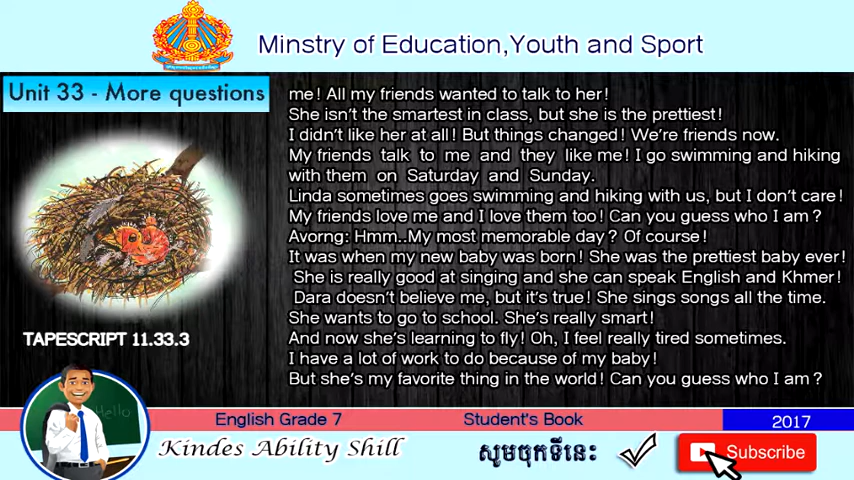 Minstry of Education,Youth and Sport
Unit 33 - More questions
me! All my friends wanted to talk to her!
She isn't the smartest in class, but she is the prettiest!
I didn't like her at all! But things changed! We're friends now.
My friends talk to me and they like me! I go swimming and hiking
with them on Saturday and Sunday.
Linda sometimes goes swimming and hiking with us, but I don't care!
My friends love me and I love them too! Can you guess who I am?
Avorng: Hmm..My most memorable day? Of course!
It was when my new baby was born! She was the prettiest baby ever!
She is really good at singing and she can speak English and Khmer!
Dara doesn't believe me, but it's true! She sings songs all the time.
She wants to go to school. She's really smart!
And now she's learning to fly! Oh, I feel really tired sometimes.
I have a lot of work to do because of my baby!
But she's my favorite thing in the world! Can you guess who I am?
TAPESCRIPT 11.33.3
Hello
English Grade 7
Student's Book
2017
Kindes Ability Shill
សូមចុកទីនេះ
Subscribe